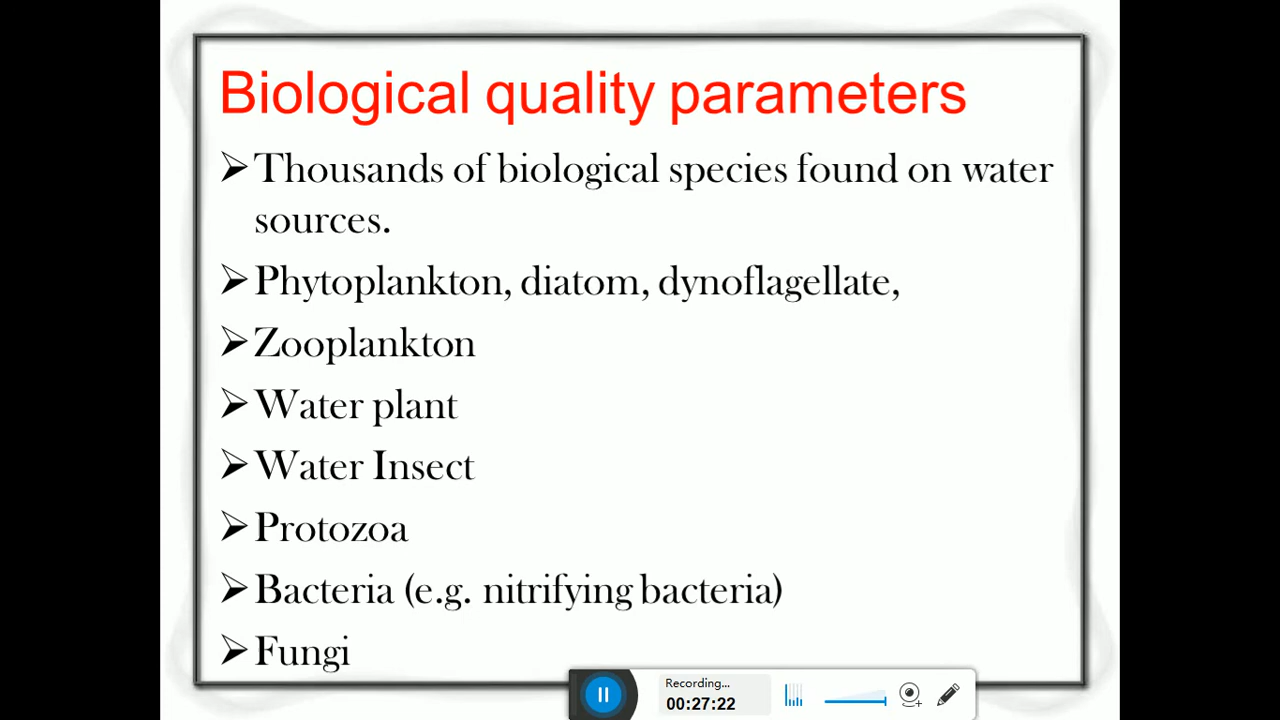 Biological quality parameters
➢Thousands of biological species found on water
sources.
➢Phytoplankton, diatom, dynoflagellate,
➢Zooplankton
➢Water plant
➢Water Insect
➢Protozoa
➢Bacteria (e.g. nitrifying bacteria)
➢Fungi
Recording...
00:27:22